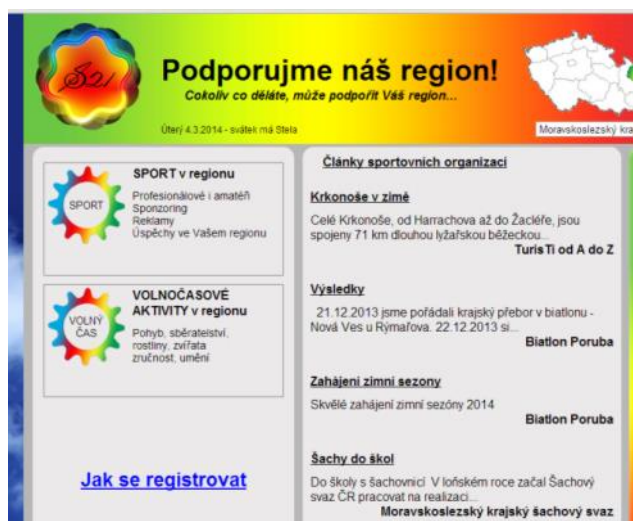 S21
Podporujme náš region!
Cokoliv co děláte, může podpořit Váš region...
Úterý 4.3.2014 - svátek má Stela
Moravskoslezský kra
SPORT
SPORT v regionu
Profesionálové i amatéři
Sponzoring
Reklamy
Úspěchy ve Vašem regionu
VOLNÝ
ČAS
VOLNOČASOVÉ
AKTIVITY v regionu
Pohyb, sběratelství,
rostliny, zvířata
zručnost, umění
Jak se registrovat
Články sportovních organizací
Krkonoše v zimě
Celé Krkonoše, od Harrachova až do Žacléře, jsou
spojeny 71 km dlouhou lyžařskou běžeckou...
TurisTi od A do Z
Výsledky
21.12.2013 jsme pořádali krajský přebor v biatlonu -
Nová Ves u Rýmařova. 22.12.2013 si...
Biatlon Poruba
Zahájení zimní sezony
Skvělé zahájení zimní sezóny 2014
Biatlon Poruba
Šachy do škol
Do školy s šachovnicí V loňském roce začal Šachový
svaz ČR pracovat na realizaci...
Moravskoslezský krajský šachový svaz